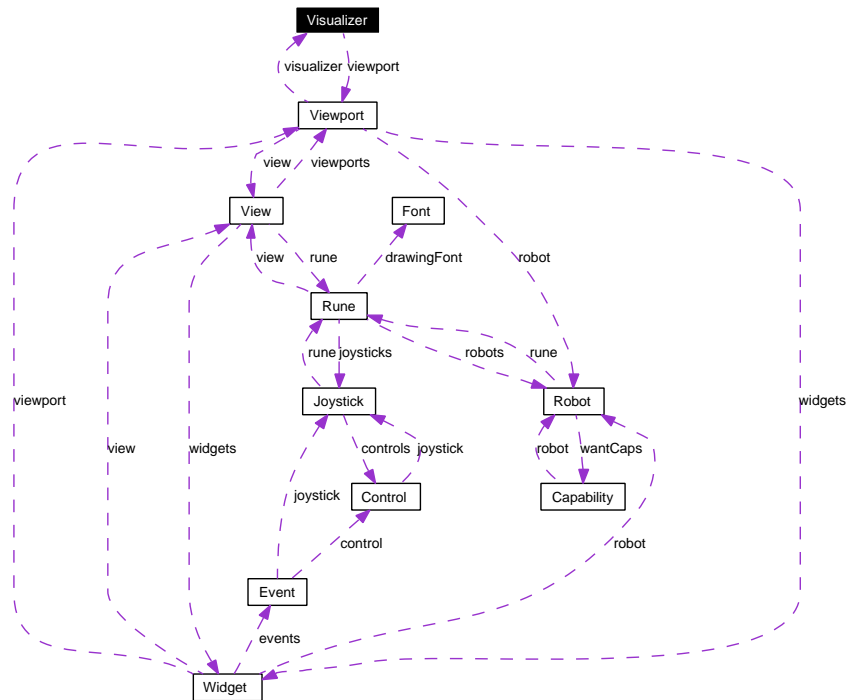 Visualizer
visualizer viewport
Viewport
view viewports
View Font
view rune drawingFont robot
Rune
rune joysticks robots rune
viewport widgets
Joystick Robot
view widgets controls joystick robot wantCaps
joystick Control Capability
control robot
Event
events
Widget